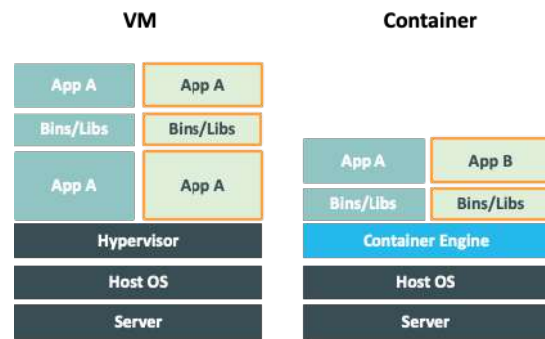 VM
App A App A
Bins/Libs Bins/Libs
App A App A
Hypervisor
Host OS
Server
Container
App A App B
Bins/Libs Bins/Libs
Container Engine
Host OS
Server